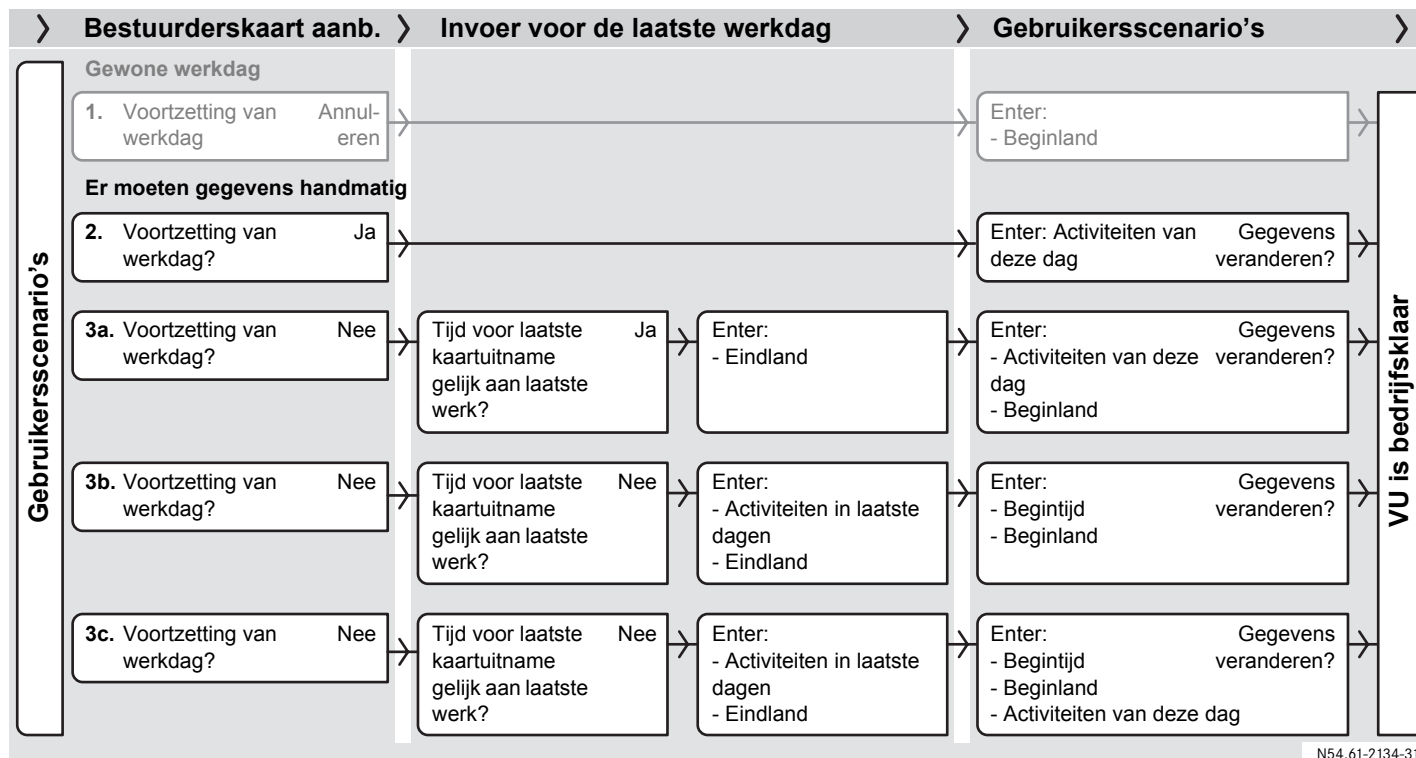 Bestuurderskaart aanb.
Invoer voor de laatste werkdag
Gebruikersscenario's
Gebruikersscenario's
Gewone werkdag
1. Voortzetting van Annul-
werkdag eren
Enter:
- Beginland
Er moeten gegevens handmatig
2. Voortzetting van Ja
werkdag?
Enter: Activiteiten van Gegevens
deze dag veranderen?
3a. Voortzetting van Nee
werkdag?
Tijd voor laatste Ja
kaartuitname
gelijk aan laatste
werk?
Enter:
- Eindland
Enter: Gegevens
- Activiteiten van deze veranderen?
dag
- Beginland
3b. Voortzetting van Nee
werkdag?
Tijd voor laatste Nee
kaartuitname
gelijk aan laatste
werk?
Enter:
- Activiteiten in laatste
dagen
- Eindland
Enter: Gegevens
- Begintijd veranderen?
- Beginland
3c. Voortzetting van Nee
werkdag?
Tijd voor laatste Nee
kaartuitname
gelijk aan laatste
werk?
Enter:
- Activiteiten in laatste
dagen
- Eindland
Enter: Gegevens
- Begintijd veranderen?
- Beginland
- Activiteiten van deze dag
VU is bedrijfsklaar
N54.61-2134-31